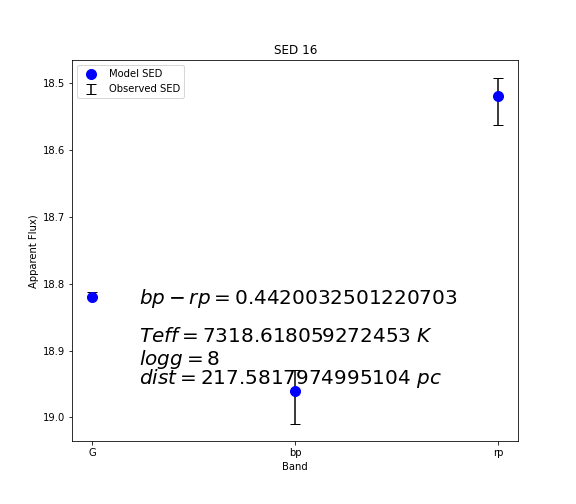 SED 16
Model SED
Observed SED
18.5
18.6
18.7
18.8
18.9
19.0
Apparent Flux)
bp − rp = 0.4420032501220703
Teff = 7318.618059272453 K
logg = 8
dist = 217.5817974995104 pc
G bp rp
Band